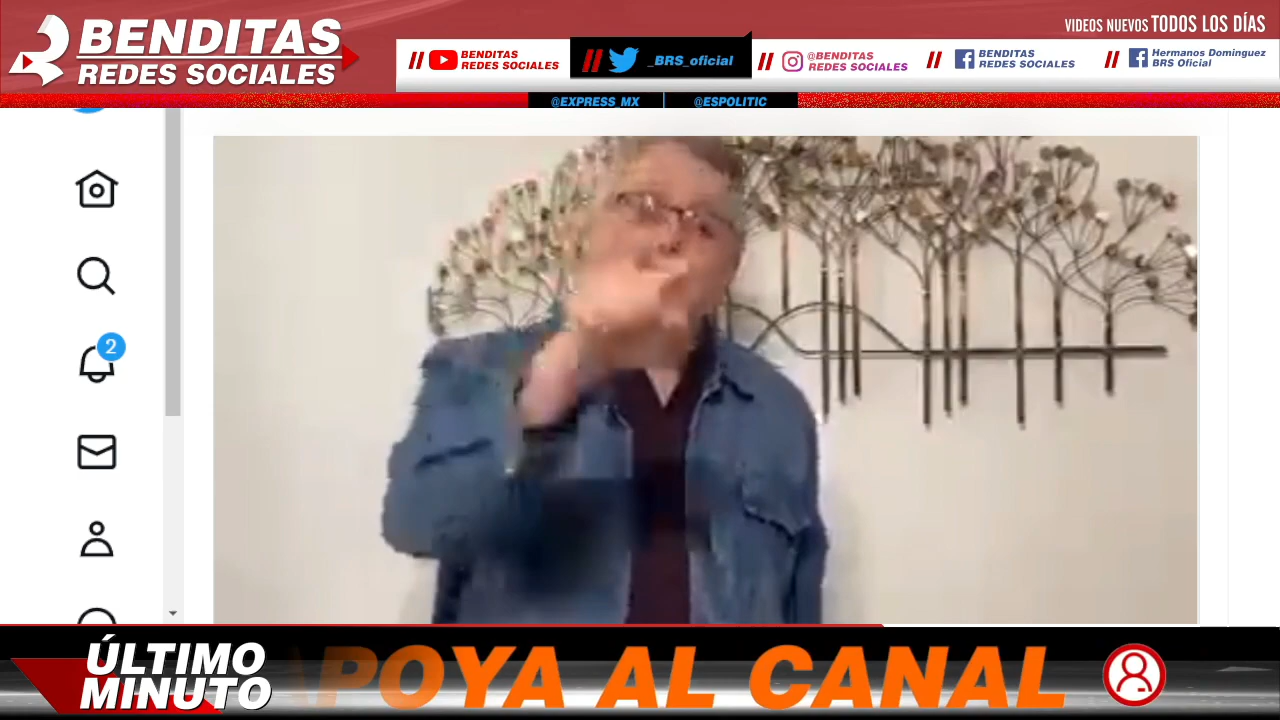 BENDITAS
REDES SOCIALES
VIDEOS NUEVOS TODOS LOS DÍAS
BENDITAS
REDES SOCIALES
_BRS_oficial
@BENDITAS
REDES SOCIALES
BENDITAS
REDES SOCIALES
Hermanos Dominguez
BRS Oficial
@EXPRESS_MX
@ESPOLITIC
2
ÚLTIMO
MINUTO
APOYA AL CANAL